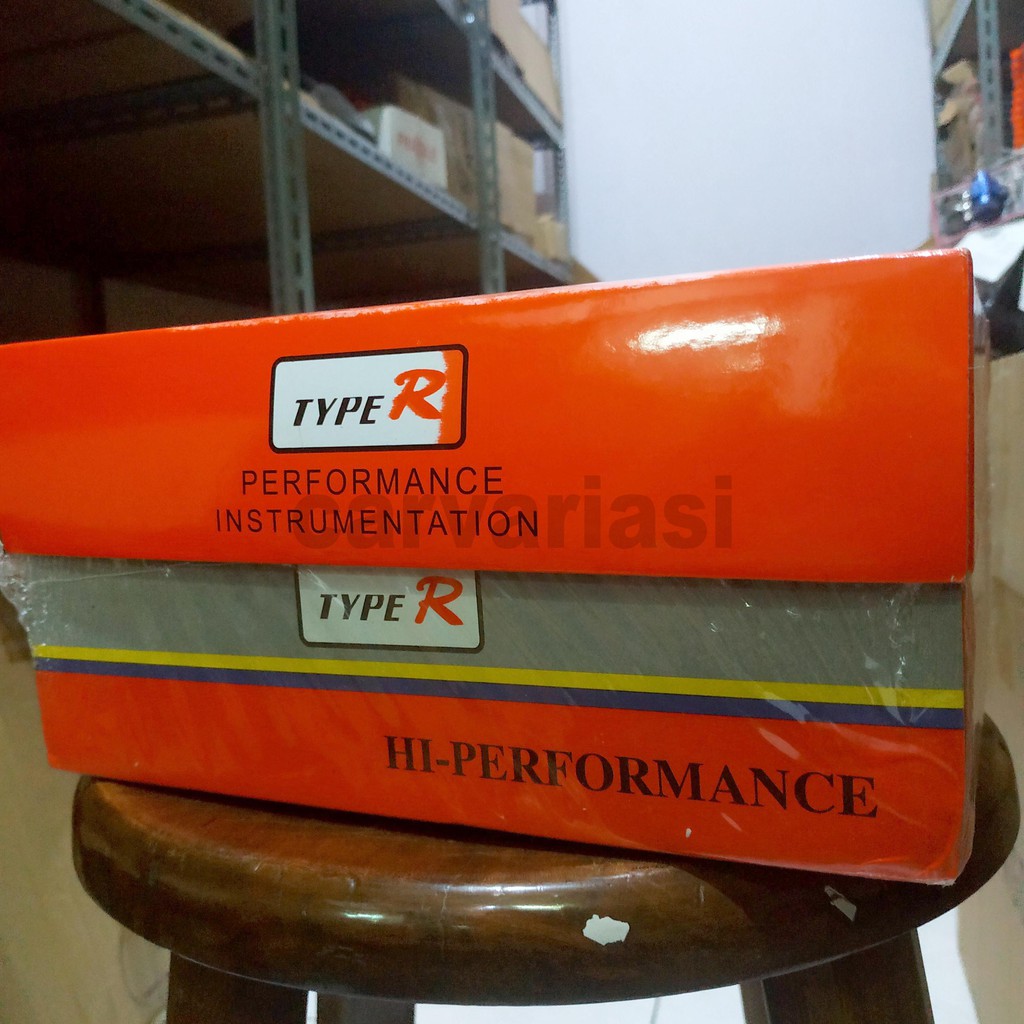 TYPE R
PERFORMANCE
INSTRUMENTATION
carvariasi
TYPE R
HI-PERFORMANCE